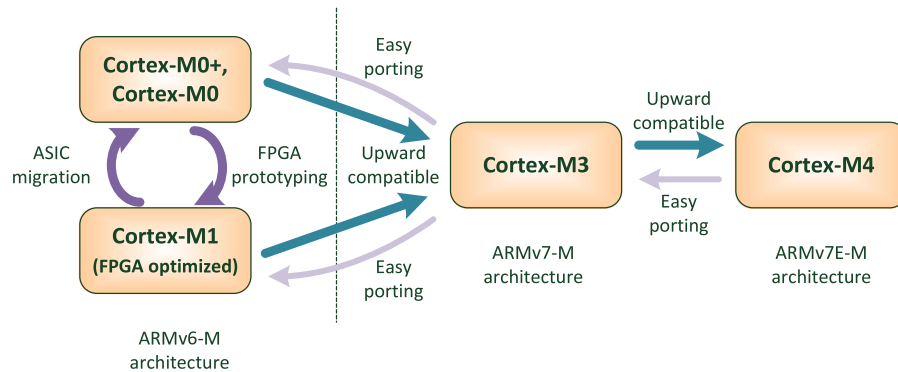 Cortex-M0+,
Cortex-M0
Easy
porting
ASIC
migration
FPGA
prototyping
Upward
compatible
Cortex-M1
(FPGA optimized)
Easy
porting
ARMv6-M
architecture
Cortex-M3
ARMv7-M
architecture
Upward
compatible
Easy
porting
Cortex-M4
ARMv7E-M
architecture